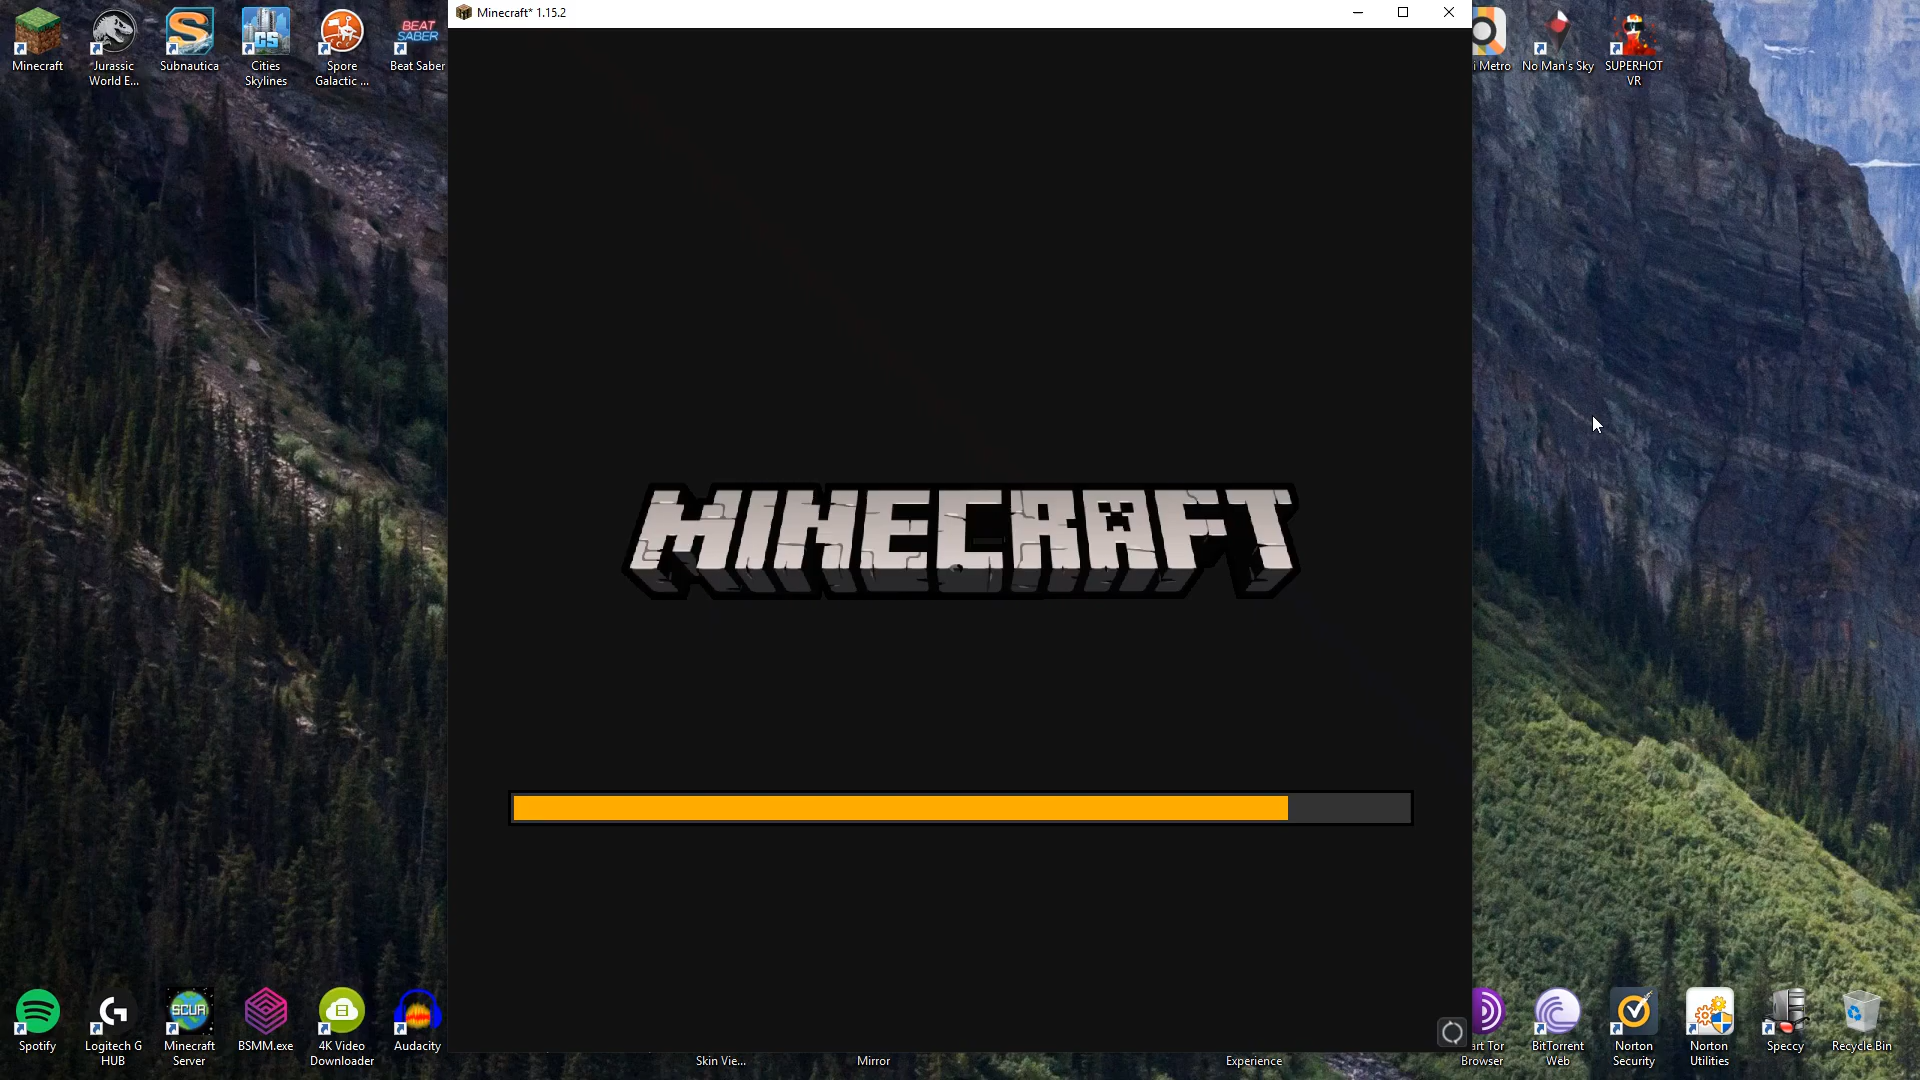 Minecraft* 1.15.2
Minecraft
Jurassic
World E...
Subnautica
Cities
Skylines
Spore
Galactic ...
BEAT
SABER
Beat Saber
CS
i Metro
No Man's Sky
SUPERHOT
VR
MINECRAFT
Spotify
Logitech G
HUB
SCUR
Minecraft
Server
BSMM.exe
4K Video
Downloader
Audacity
Skin Vie...
Mirror
Experience
art Tor
Browser
BitTorrent
Web
Norton
Security
Norton
Utilities
Speccy
Recycle Bin